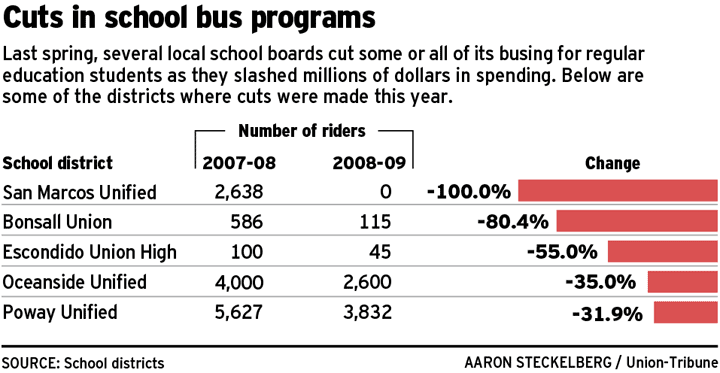 Cuts in school bus programs
Last spring, several local school boards cut some or all of its busing for regular
education students as they slashed millions of dollars in spending. Below are
some of the districts where cuts were made this year.
Number of riders
School district 2007-08 2008-09 Change
San Marcos Unified 2,638 0 -100.0%
Bonsall Union 586 115 -80.4%
Escondido Union High 100 45 -55.0%
Oceanside Unified 4,000 2,600 -35.0%
Poway Unified 5,627 3,832 -31.9%
SOURCE: School districts AARON STECKELBERG / Union-Tribune